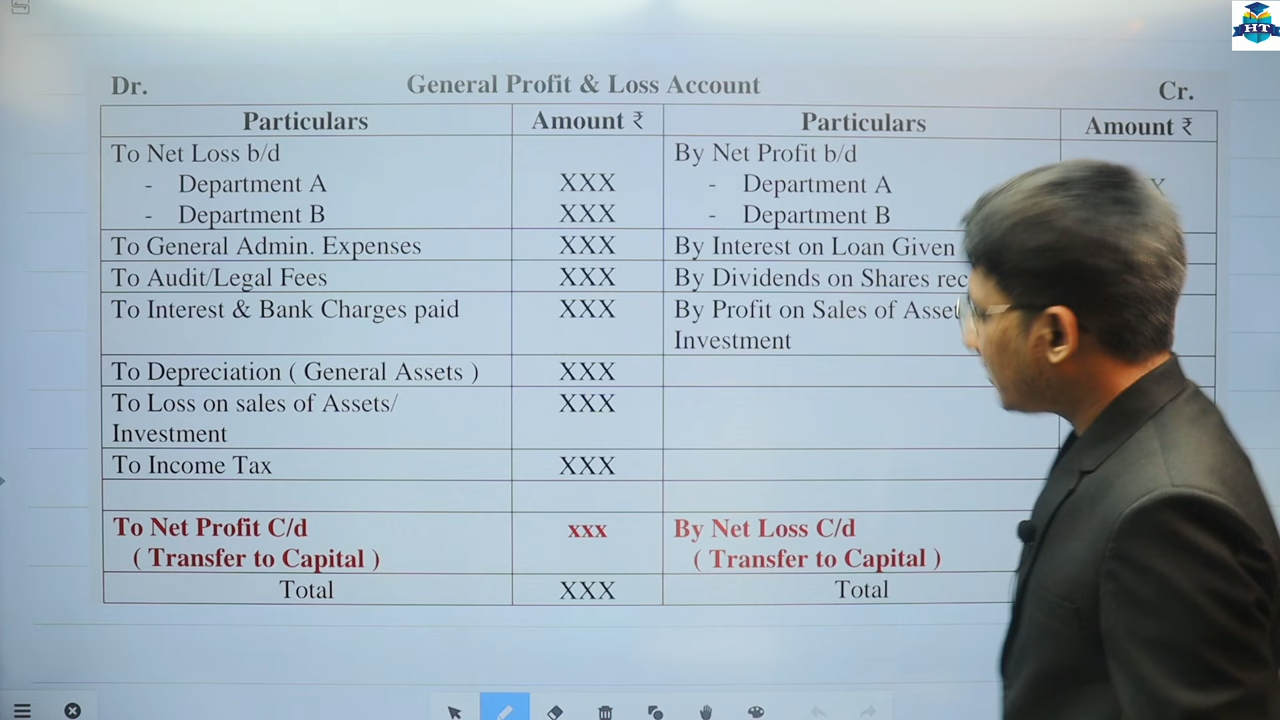 HT
Dr. General Profit & Loss Account Cr.
Particulars Amount ₹ Particulars Amount ₹
To Net Loss b/d By Net Profit b/d
- Department A XXX - Department A X
- Department B XXX - Department B
To General Admin. Expenses XXX By Interest on Loan Given
To Audit/Legal Fees XXX By Dividends on Shares rec
To Interest & Bank Charges paid XXX By Profit on Sales of Asset
Investment
To Depreciation ( General Assets ) XXX
To Loss on sales of Assets/ XXX
Investment
To Income Tax XXX
To Net Profit C/d xxx By Net Loss C/d
( Transfer to Capital ) ( Transfer to Capital )
Total XXX Total